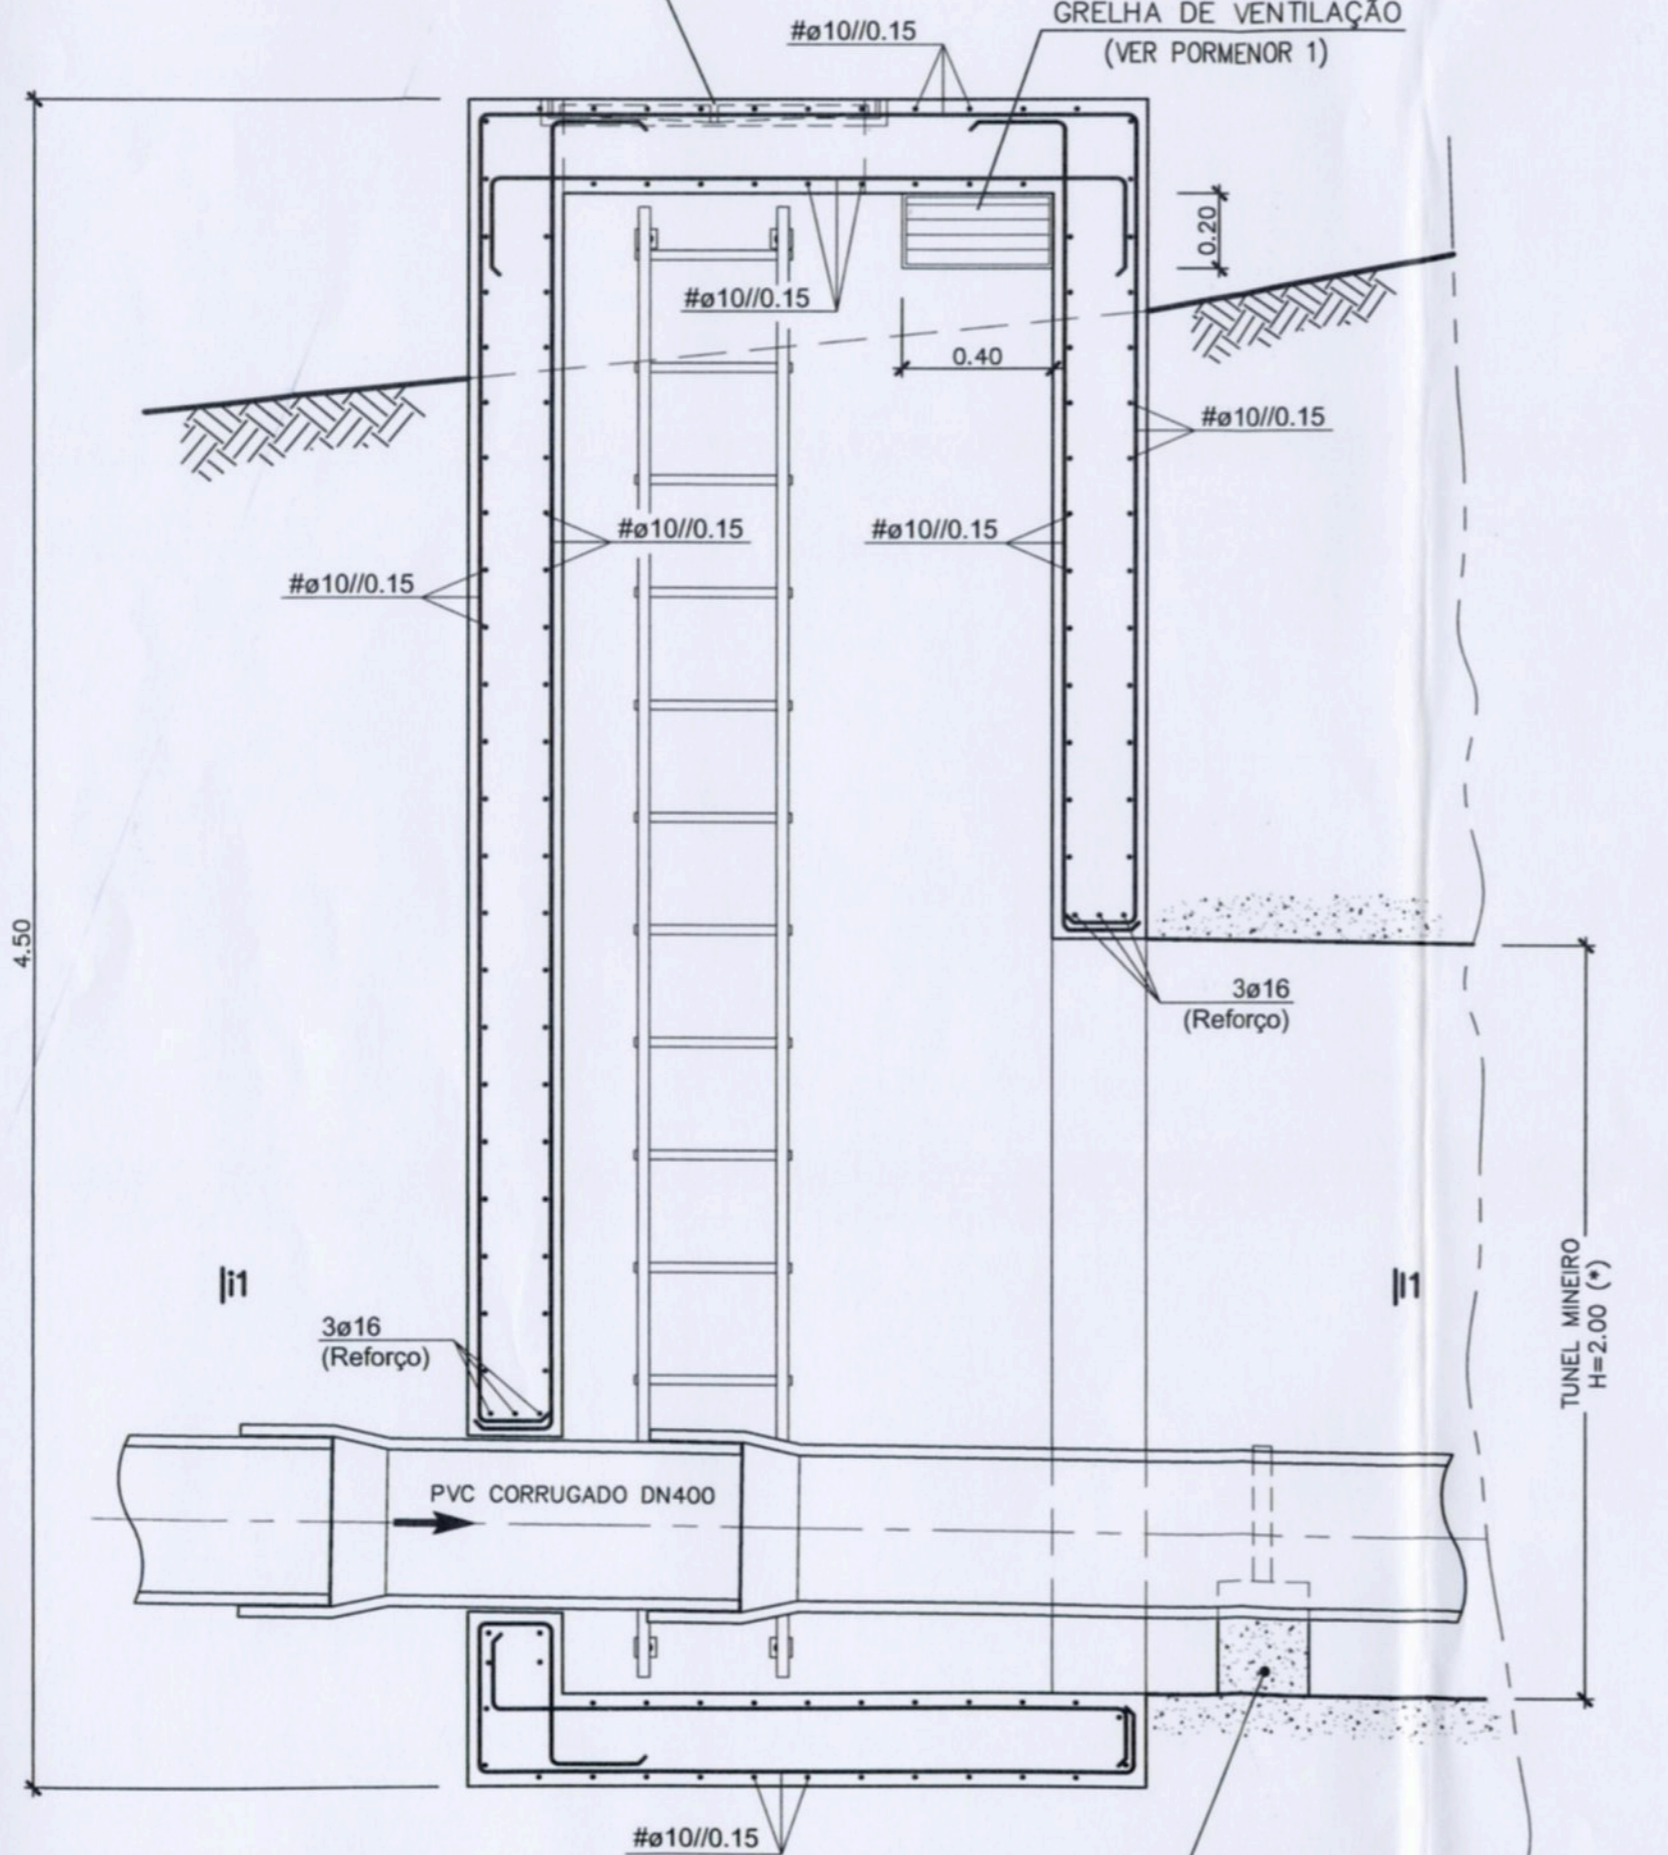 GRELHA DE VENTILAÇÃO
(VER PORMENOR 1)
#ø10//0.15
0.20
#ø10//0.15
0.40
#ø10//0.15
#ø10//0.15
#ø10//0.15
#ø10//0.15
4.50
3ø16
(Reforço)
TUNEL MINEIRO
H=2.00 (*)
i1
i1
3ø16
(Reforço)
PVC CORRUGADO DN400
#ø10//0.15